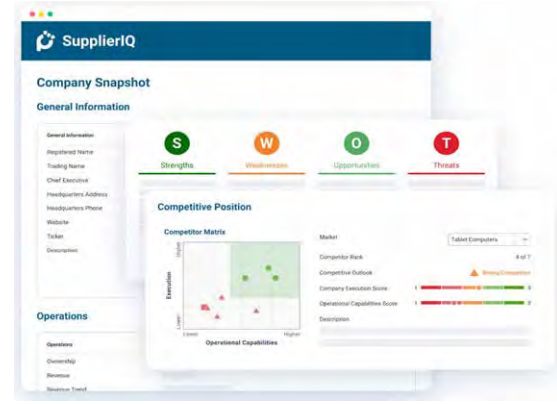 SupplierIQ
Company Snapshot
General Information
General Information
Registered Name
Trading Name
Chief Executive
Headquarters Address
Headquarters Phone
Website
Ticker
Description
Operations
Operations
Ownership
Revenue
Revenue Trend
S
W
O
T
Strengths
Weaknesses
Opportunities
Threats
Competitive Position
Competitor Matrix
Higher
Execution
Lower
Lower
Higher
Operational Capabilities
Market
Tablet Computers
Competitor Rank
4 of 7
Competitive Outlook
Strong Competitor
Company Execution Score
1
3
Operational Capabilities Score
1
3
Description